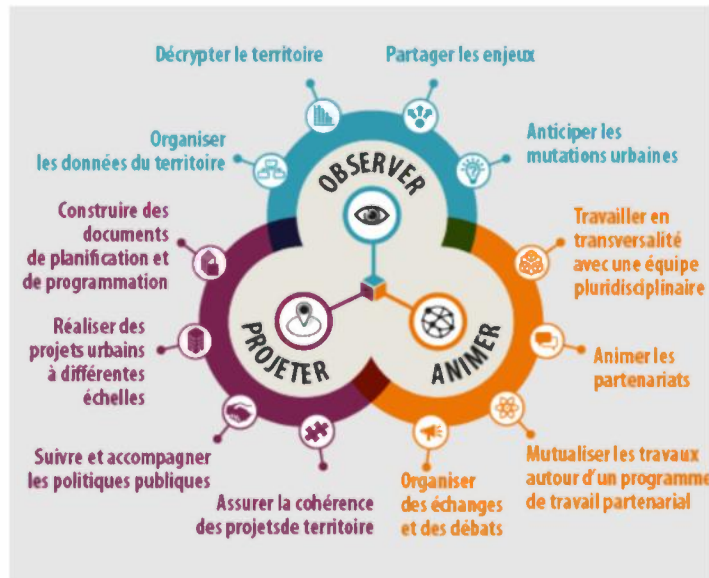 Décrypter le territoire
Partager les enjeux
Organiser
les données du territoire
Anticiper les
mutations urbaines
OBSERVER
Construire des
documents
de planification et
de programmation
Travailler en
transversalité
avec une équipe
pluridisciplinaire
Réaliser des
projets urbains
à différentes
échelles
PROJETER
ANIMER
Animer les
partenariats
Suivre et accompagner
les politiques publiques
Assurer la cohérence
des projetsde territoire
Organiser
des échanges
et des débats
Mutualiser les travaux
autour d'un programme
de travail partenarial